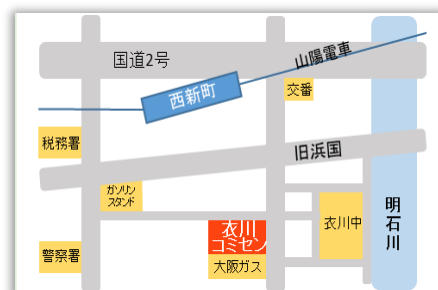 国道2号
山陽電車
西新町
交番
税務署
旧浜国
ガソリン
スタンド
衣川
コミセン
衣川中
明石川
警察署
大阪ガス